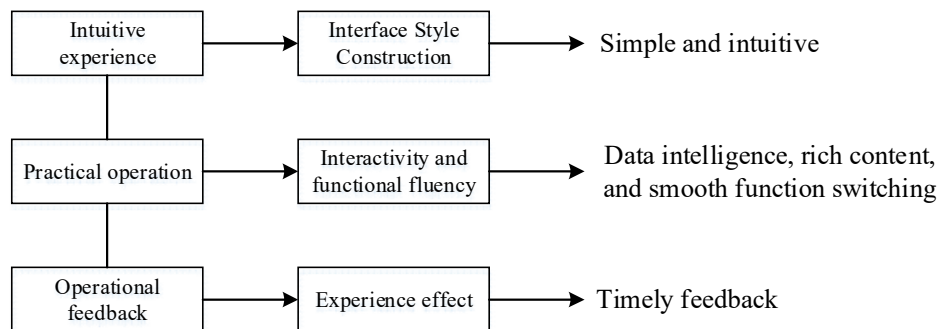 Intuitive
experience
Interface Style
Construction
Simple and intuitive
Practical operation
Interactivity and
functional fluency
Data intelligence, rich content,
and smooth function switching
Operational
feedback
Experience effect
Timely feedback